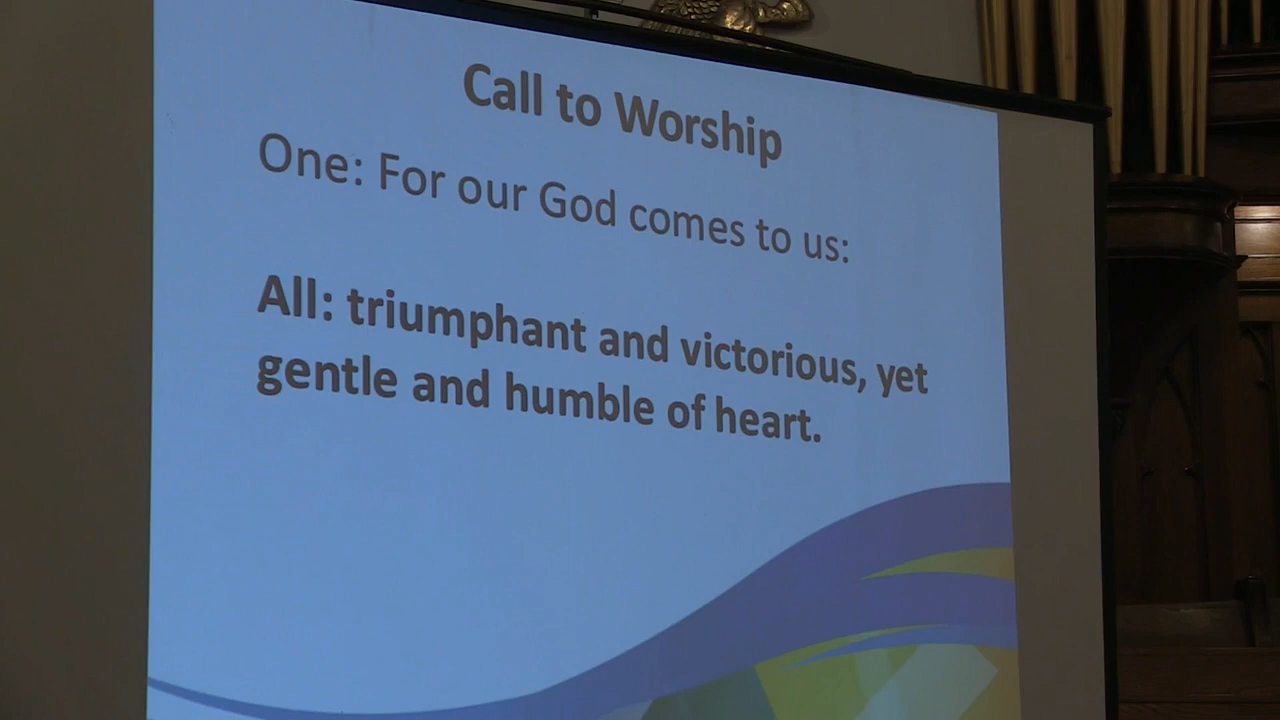 Call to Worship
One: For our God comes to us:
All: triumphant and victorious, yet
gentle and humble of heart.